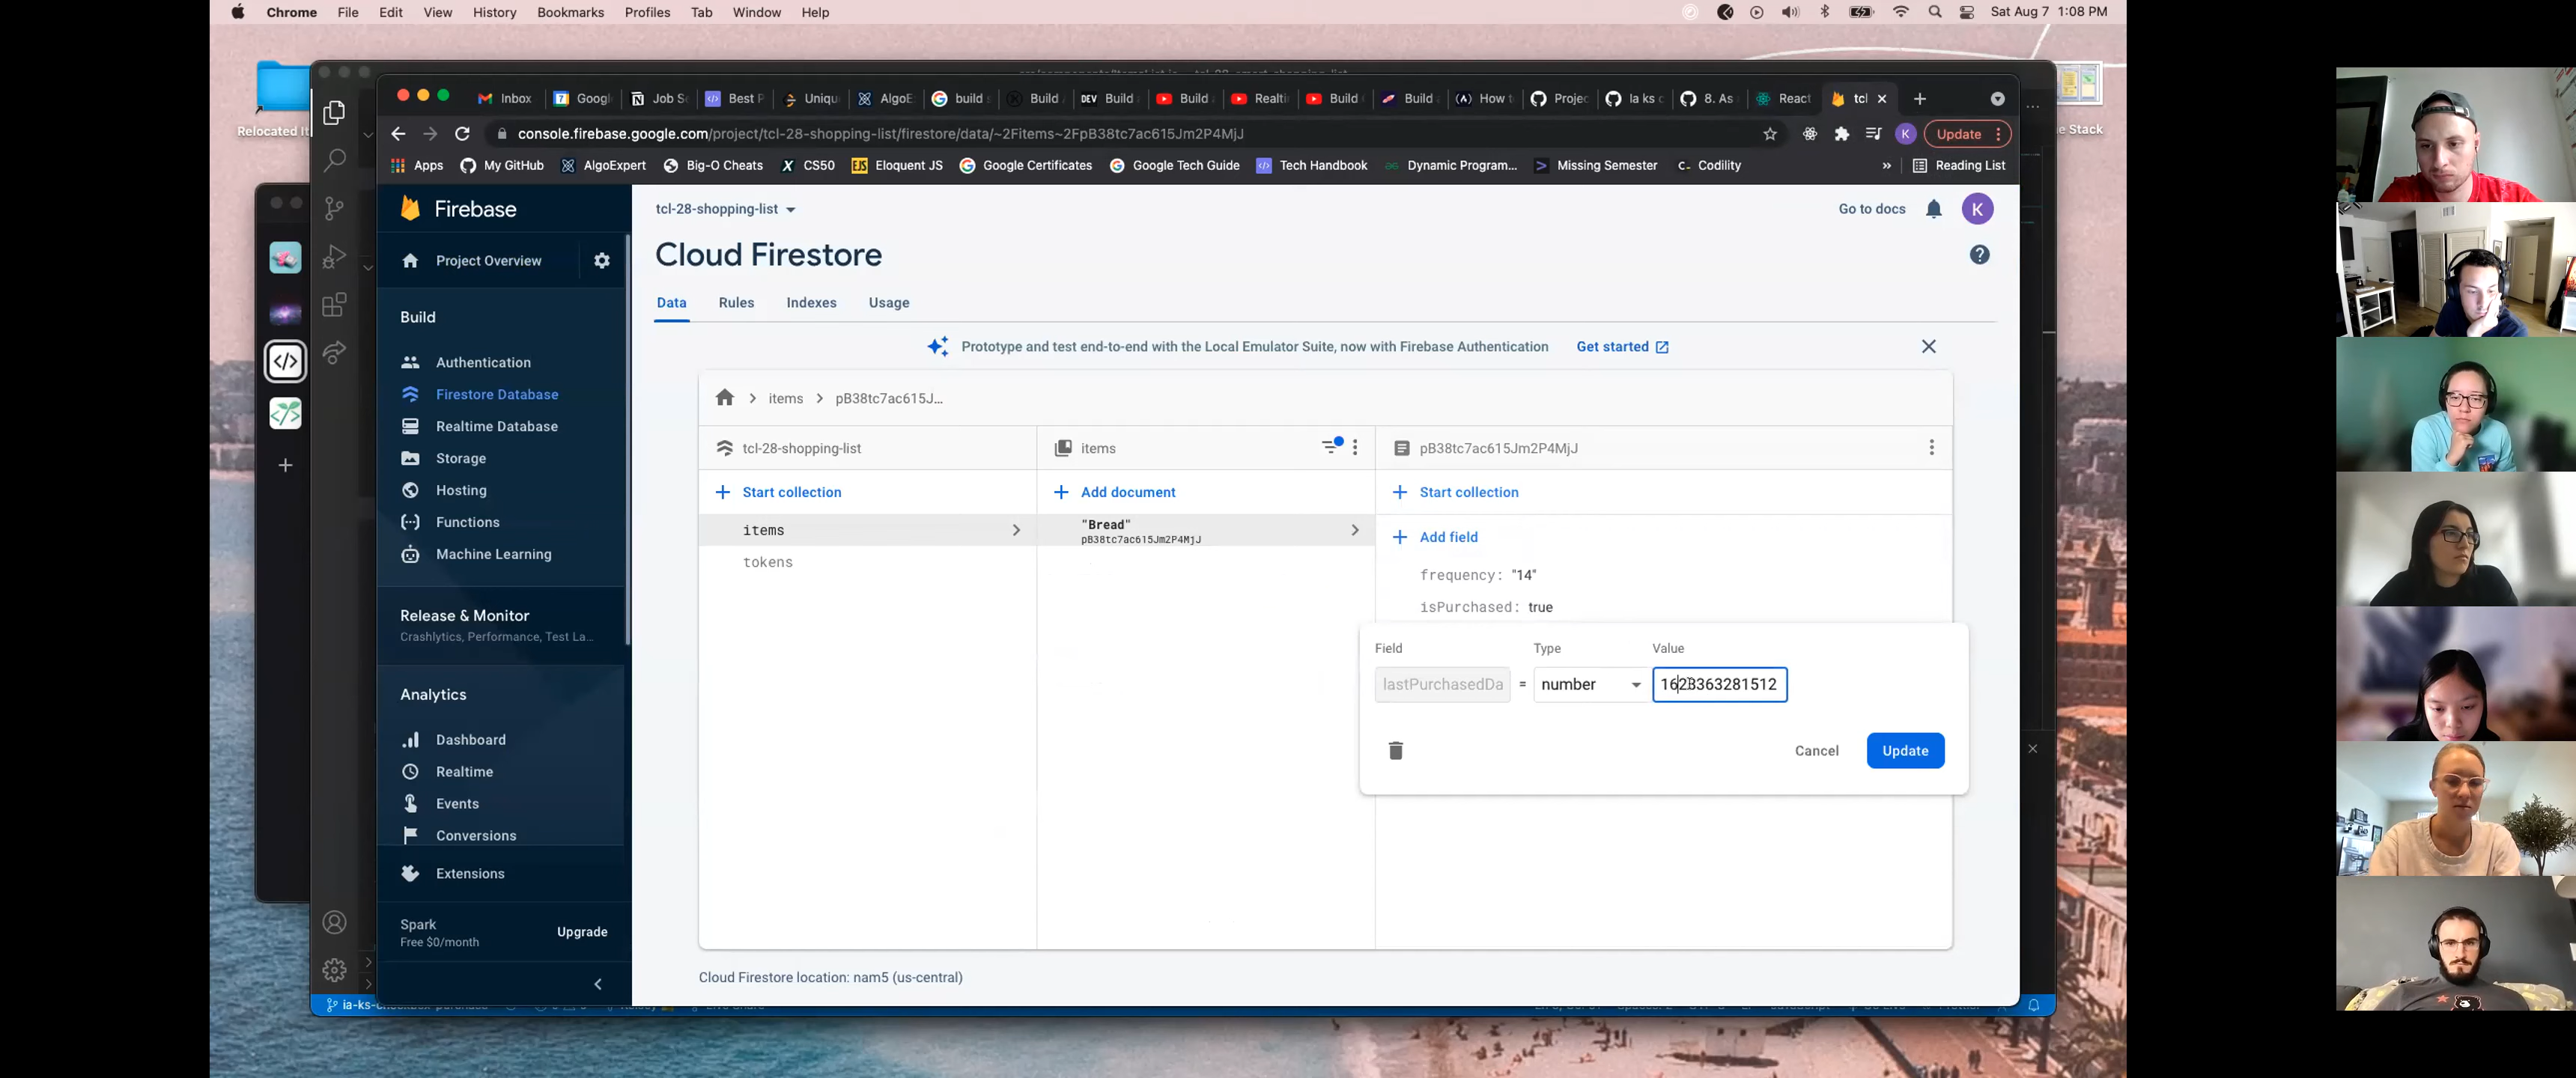 Chrome File Edit View History Bookmarks Profiles Tab Window Help Sat Aug 7 1:08 PM
Relocated It
e Stack
Inbox Googl Job S Best P Uniqu AlgoE build Build Build Build Realti Build Build How t Projec Ia ks c 8. As React tcl
console.firebase.google.com/project/tcl-28-shopping-list/firestore/data/~2Fitems~2FpB38tc7ac615Jm2P4MjJ K Update
Apps My GitHub AlgoExpert Big-O Cheats CS50 Eloquent JS Google Certificates Google Tech Guide Tech Handbook Dynamic Program... Missing Semester Codility » Reading List
Firebase
Project Overview
Build
Authentication
Firestore Database
Realtime Database
Storage
Hosting
Functions
Machine Learning
Release & Monitor
Crashlytics, Performance, Test La...
Analytics
Dashboard
Realtime
Events
Conversions
Extensions
Spark
Free $0/month
Upgrade
tcl-28-shopping-list
Go to docs
K
Cloud Firestore
Data Rules Indexes Usage
Prototype and test end-to-end with the Local Emulator Suite, now with Firebase Authentication Get started
items pB38tc7ac615J...
tcl-28-shopping-list
Start collection
items
tokens
items
Add document
"Bread"
pB38tc7ac615Jm2P4MjJ
pB38tc7ac615Jm2P4MjJ
Start collection
Add field
frequency: "14"
isPurchased: true
Field Type Value
lastPurchasedDa = number 1623363281512
Cancel Update
Cloud Firestore location: nam5 (us-central)